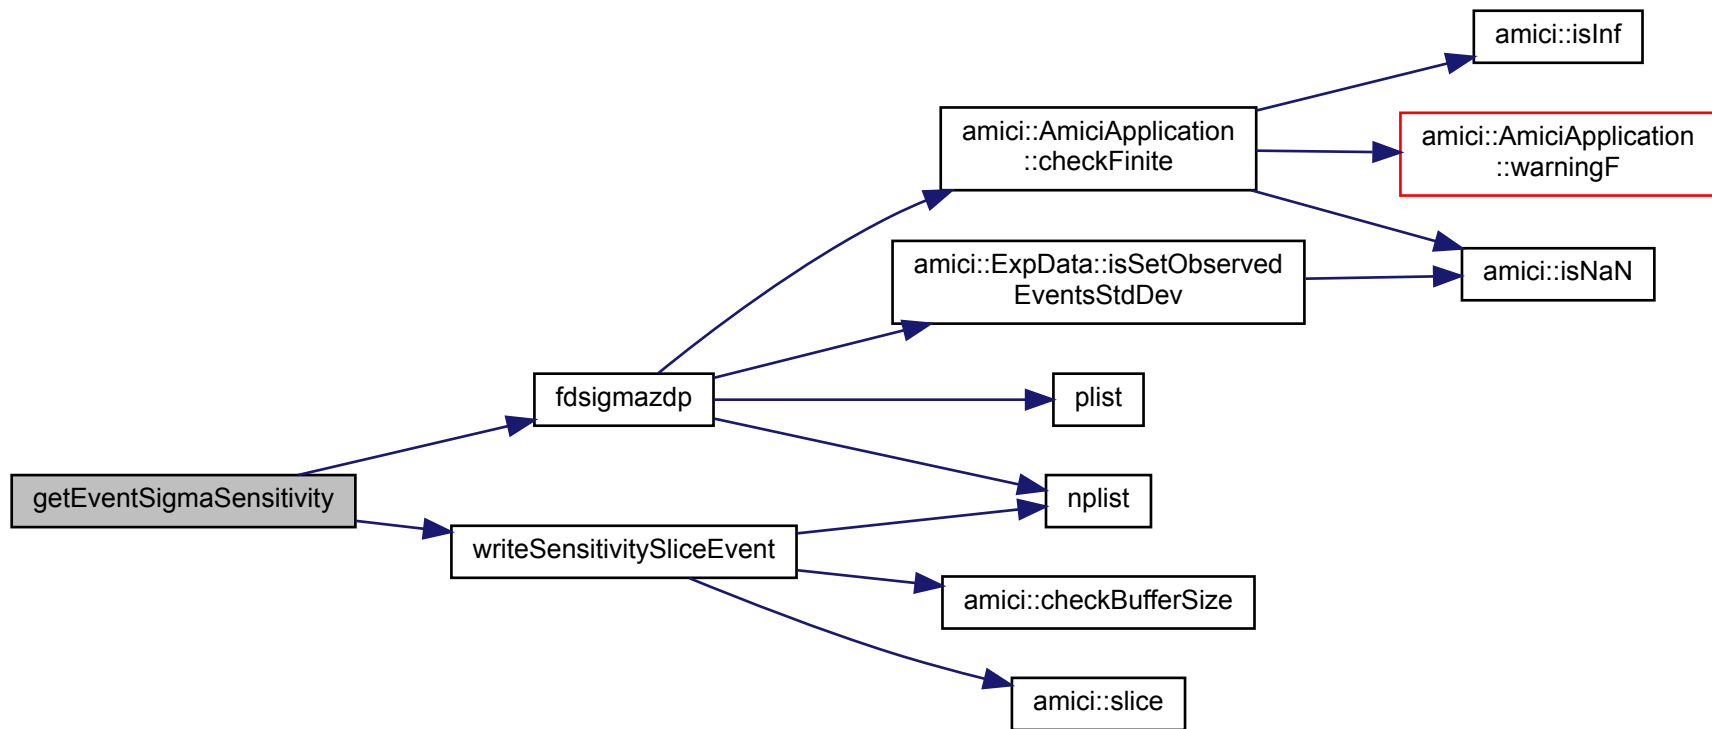 amici::isInf
amici::AmiciApplication
::checkFinite
amici::AmiciApplication
::warningF
amici::ExpData::isSetObserved
EventsStdDev
amici::isNaN
fdsigmazdp
plist
getEventSigmaSensitivity
nplist
writeSensitivitySliceEvent
amici::checkBufferSize
amici::slice